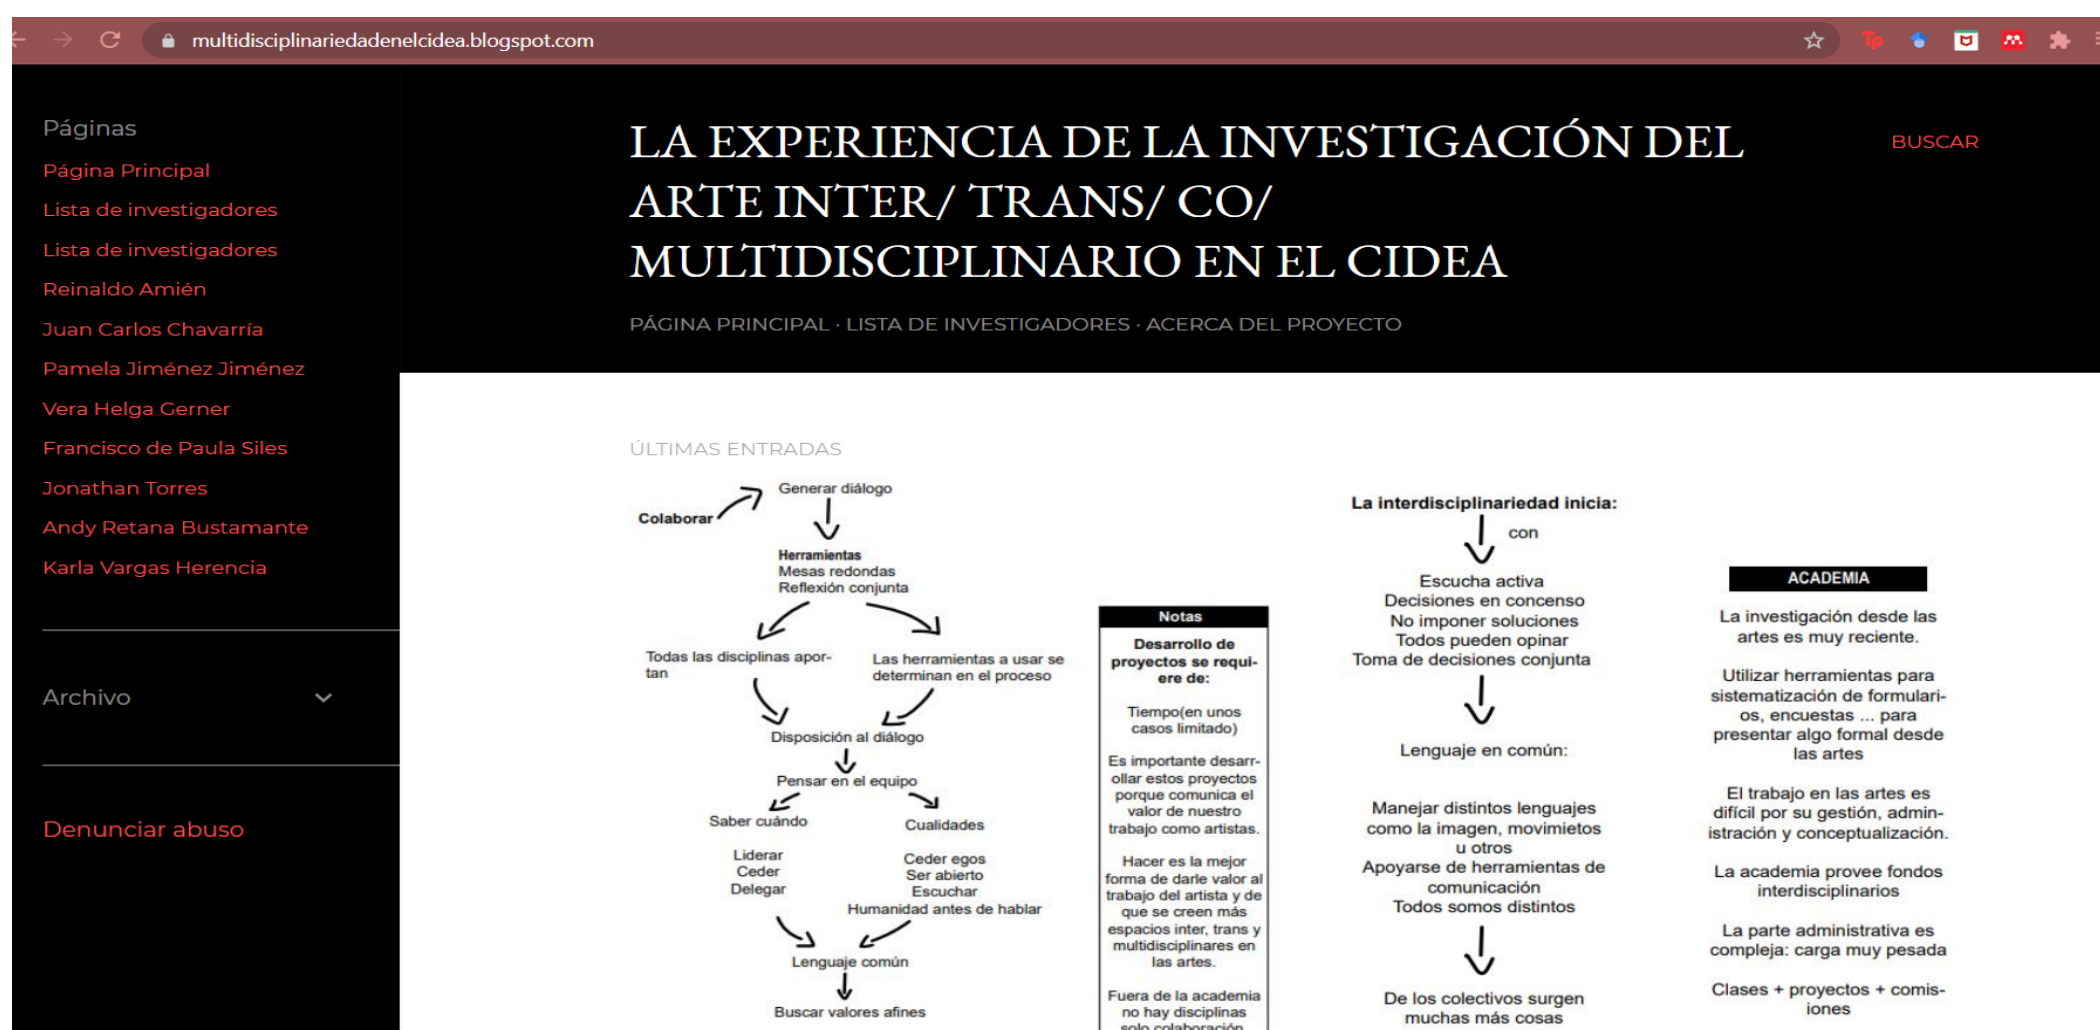 multidisciplinariedadenelcidea.blogspot.com
Páginas
Página Principal
Lista de investigadores
Lista de investigadores
Reinaldo Amién
Juan Carlos Chavarría
Pamela Jiménez Jiménez
Vera Helga Gerner
Francisco de Paula Siles
Jonathan Torres
Andy Retana Bustamante
Karla Vargas Herencia
Archivo
Denunciar abuso
LA EXPERIENCIA DE LA INVESTIGACIÓN DEL
ARTE INTER/ TRANS/ CO/
MULTIDISCIPLINARIO EN EL CIDEA
BUSCAR
PÁGINA PRINCIPAL · LISTA DE INVESTIGADORES · ACERCA DEL PROYECTO
ÚLTIMAS ENTRADAS
Colaborar
Generar diálogo
Herramientas
Mesas redondas
Reflexión conjunta
Todas las disciplinas apor-
tan
Las herramientas a usar se
determinan en el proceso
Disposición al diálogo
Pensar en el equipo
Saber cuándo
Liderar
Ceder
Delegar
Cualidades
Ceder egos
Ser abierto
Escuchar
Humanidad antes de hablar
Lenguaje común
Buscar valores afines
Notas
Desarrollo de
proyectos se requi-
ere de:
Tiempo(en unos
casos limitado)
Es importante desarr-
ollar estos proyectos
porque comunica el
valor de nuestro
trabajo como artistas.
Hacer es la mejor
forma de darle valor al
trabajo del artista y de
que se creen más
espacios inter, trans y
multidisciplinares en
las artes.
Fuera de la academia
no hay disciplinas
solo colaboración
La interdisciplinariedad inicia:
con
Escucha activa
Decisiones en concenso
No imponer soluciones
Todos pueden opinar
Toma de decisiones conjunta
Lenguaje en común:
Manejar distintos lenguajes
como la imagen, movimietos
u otros
Apoyarse de herramientas de
comunicación
Todos somos distintos
De los colectivos surgen
muchas más cosas
ACADEMIA
La investigación desde las
artes es muy reciente.
Utilizar herramientas para
sistematización de formulari-
os, encuestas ... para
presentar algo formal desde
las artes
El trabajo en las artes es
difícil por su gestión, admin-
istración y conceptualización.
La academia provee fondos
interdisciplinarios
La parte administrativa es
compleja: carga muy pesada
Clases + proyectos + comis-
iones